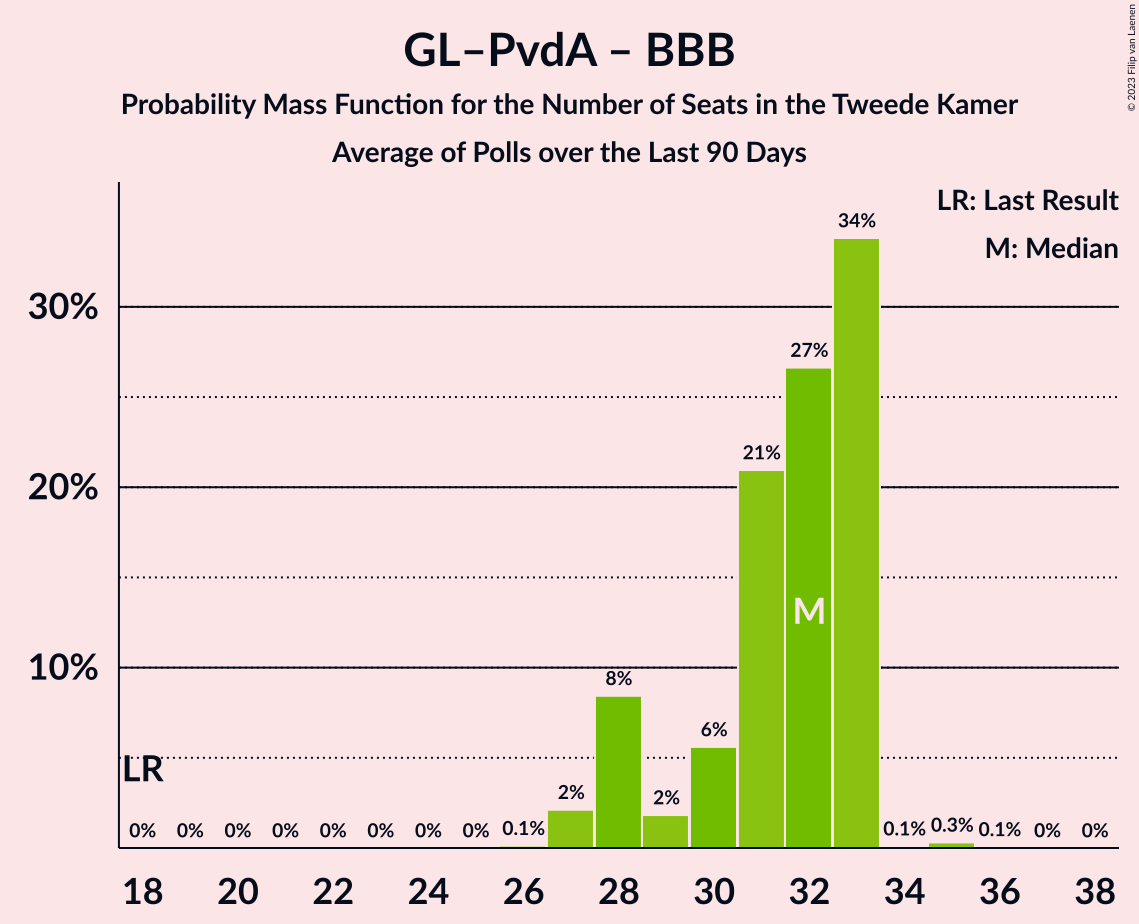 GL–PvdA – BBB
Probability Mass Function for the Number of Seats in the Tweede Kamer
Average of Polls over the Last 90 Days
© 2023 Filip van Laenen
LR: Last Result
M: Median
34%
30%
27%
21%
20%
M
10%
8%
6%
LR
2%
2%
0% 0% 0% 0% 0% 0% 0% 0% 0.1% 0.1% 0.3% 0.1% 0% 0%
18 20 22 24 26 28 30 32 34 36 38